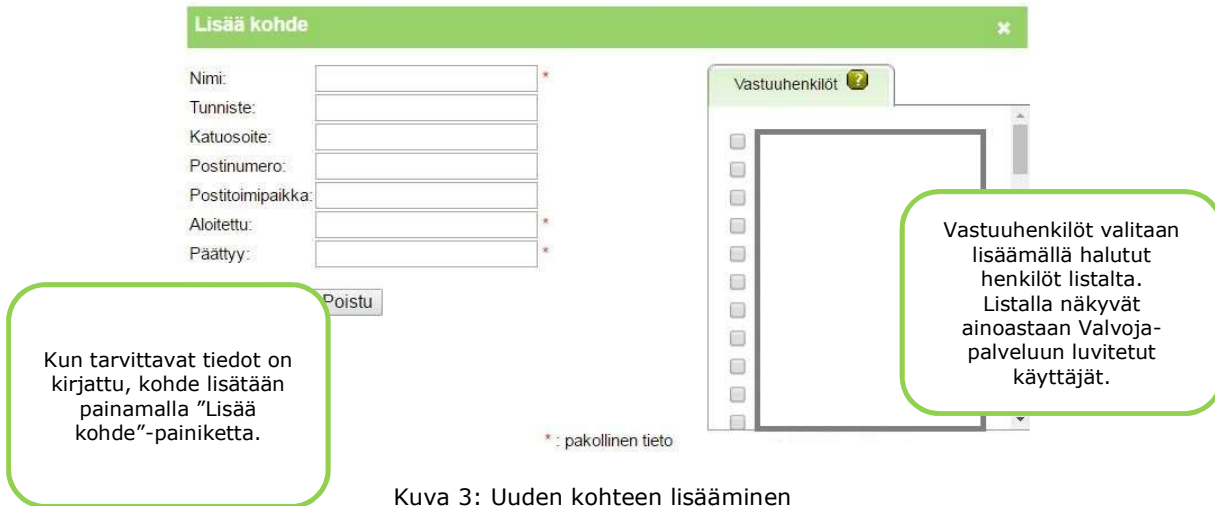 Lisää kohde
Nimi: *
Tunniste:
Katuosoite:
Postinumero:
Postitoimipaikka:
Aloitettu: *
Päättyy: *
Poistu
Vastuuhenkilöt ?
Vastuuhenkilöt valitaan
lisäämällä halutut
henkilöt listalta.
Listalla näkyvät
ainoastaan Valvoja-
palveluun luvitetut
käyttäjät.
Kun tarvittavat tiedot on
kirjattu, kohde lisätään
painamalla ”Lisää
kohde”-painiketta.
* : pakollinen tieto
Kuva 3: Uuden kohteen lisääminen